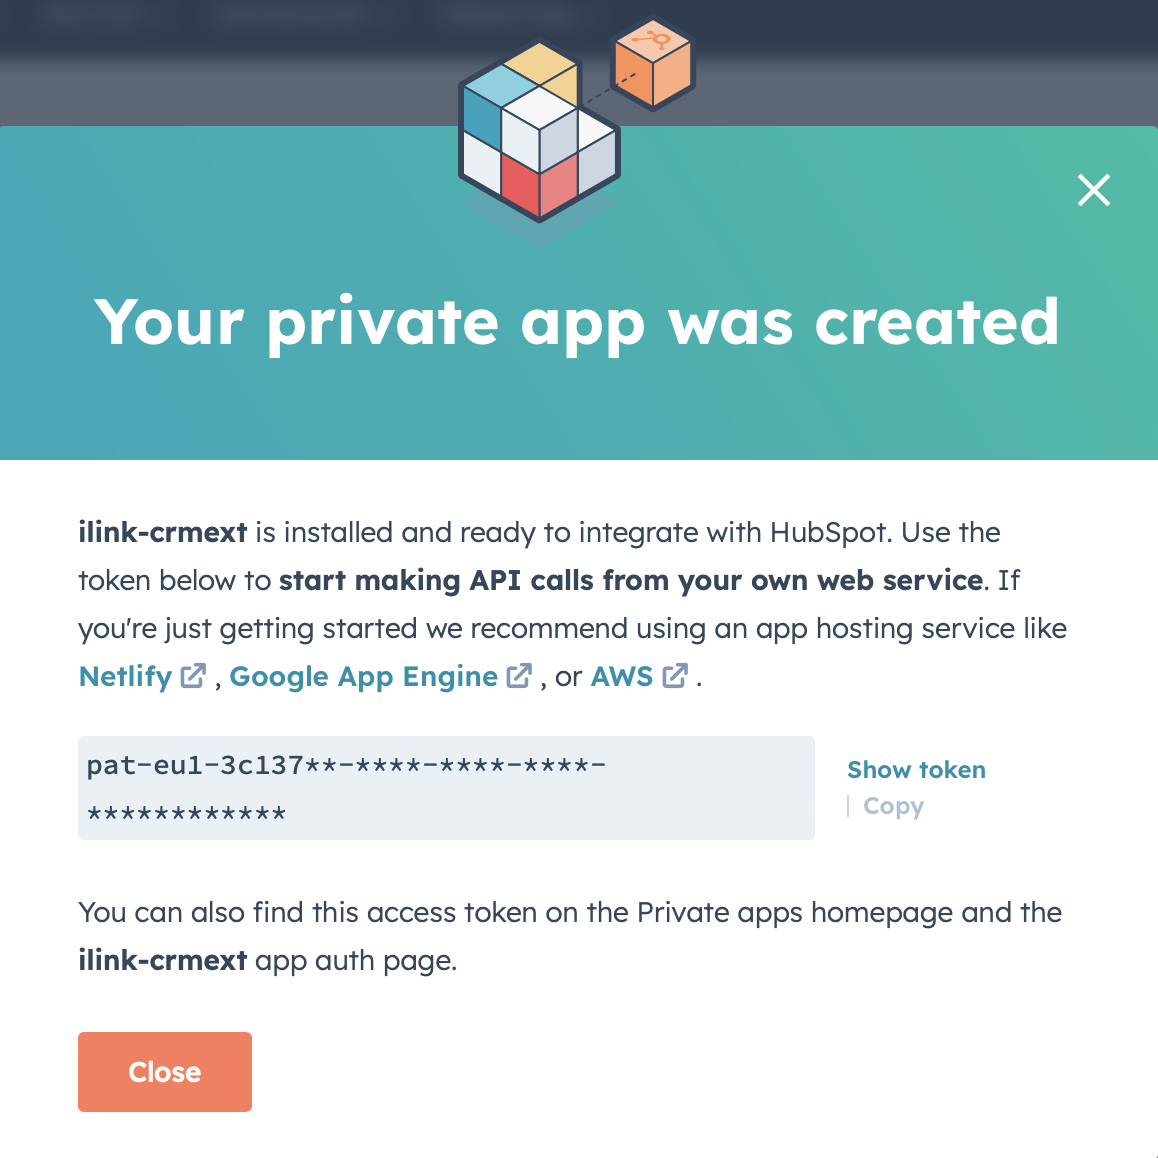 Your private app was created
ilink-crmext is installed and ready to integrate with HubSpot. Use the
token below to start making API calls from your own web service. If
you're just getting started we recommend using an app hosting service like
Netlify , Google App Engine , or AWS .
pat-eu1-3c137**-****-****-****-
************
Show token
Copy
You can also find this access token on the Private apps homepage and the
ilink-crmext app auth page.
Close